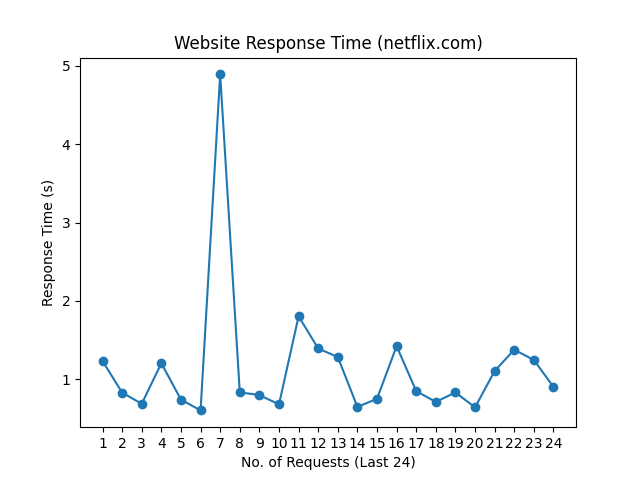 Website Response Time (netflix.com)
5
4
3
2
1
Response Time (s)
1 2 3 4 5 6 7 8 9 10 11 12 13 14 15 16 17 18 19 20 21 22 23 24
No. of Requests (Last 24)